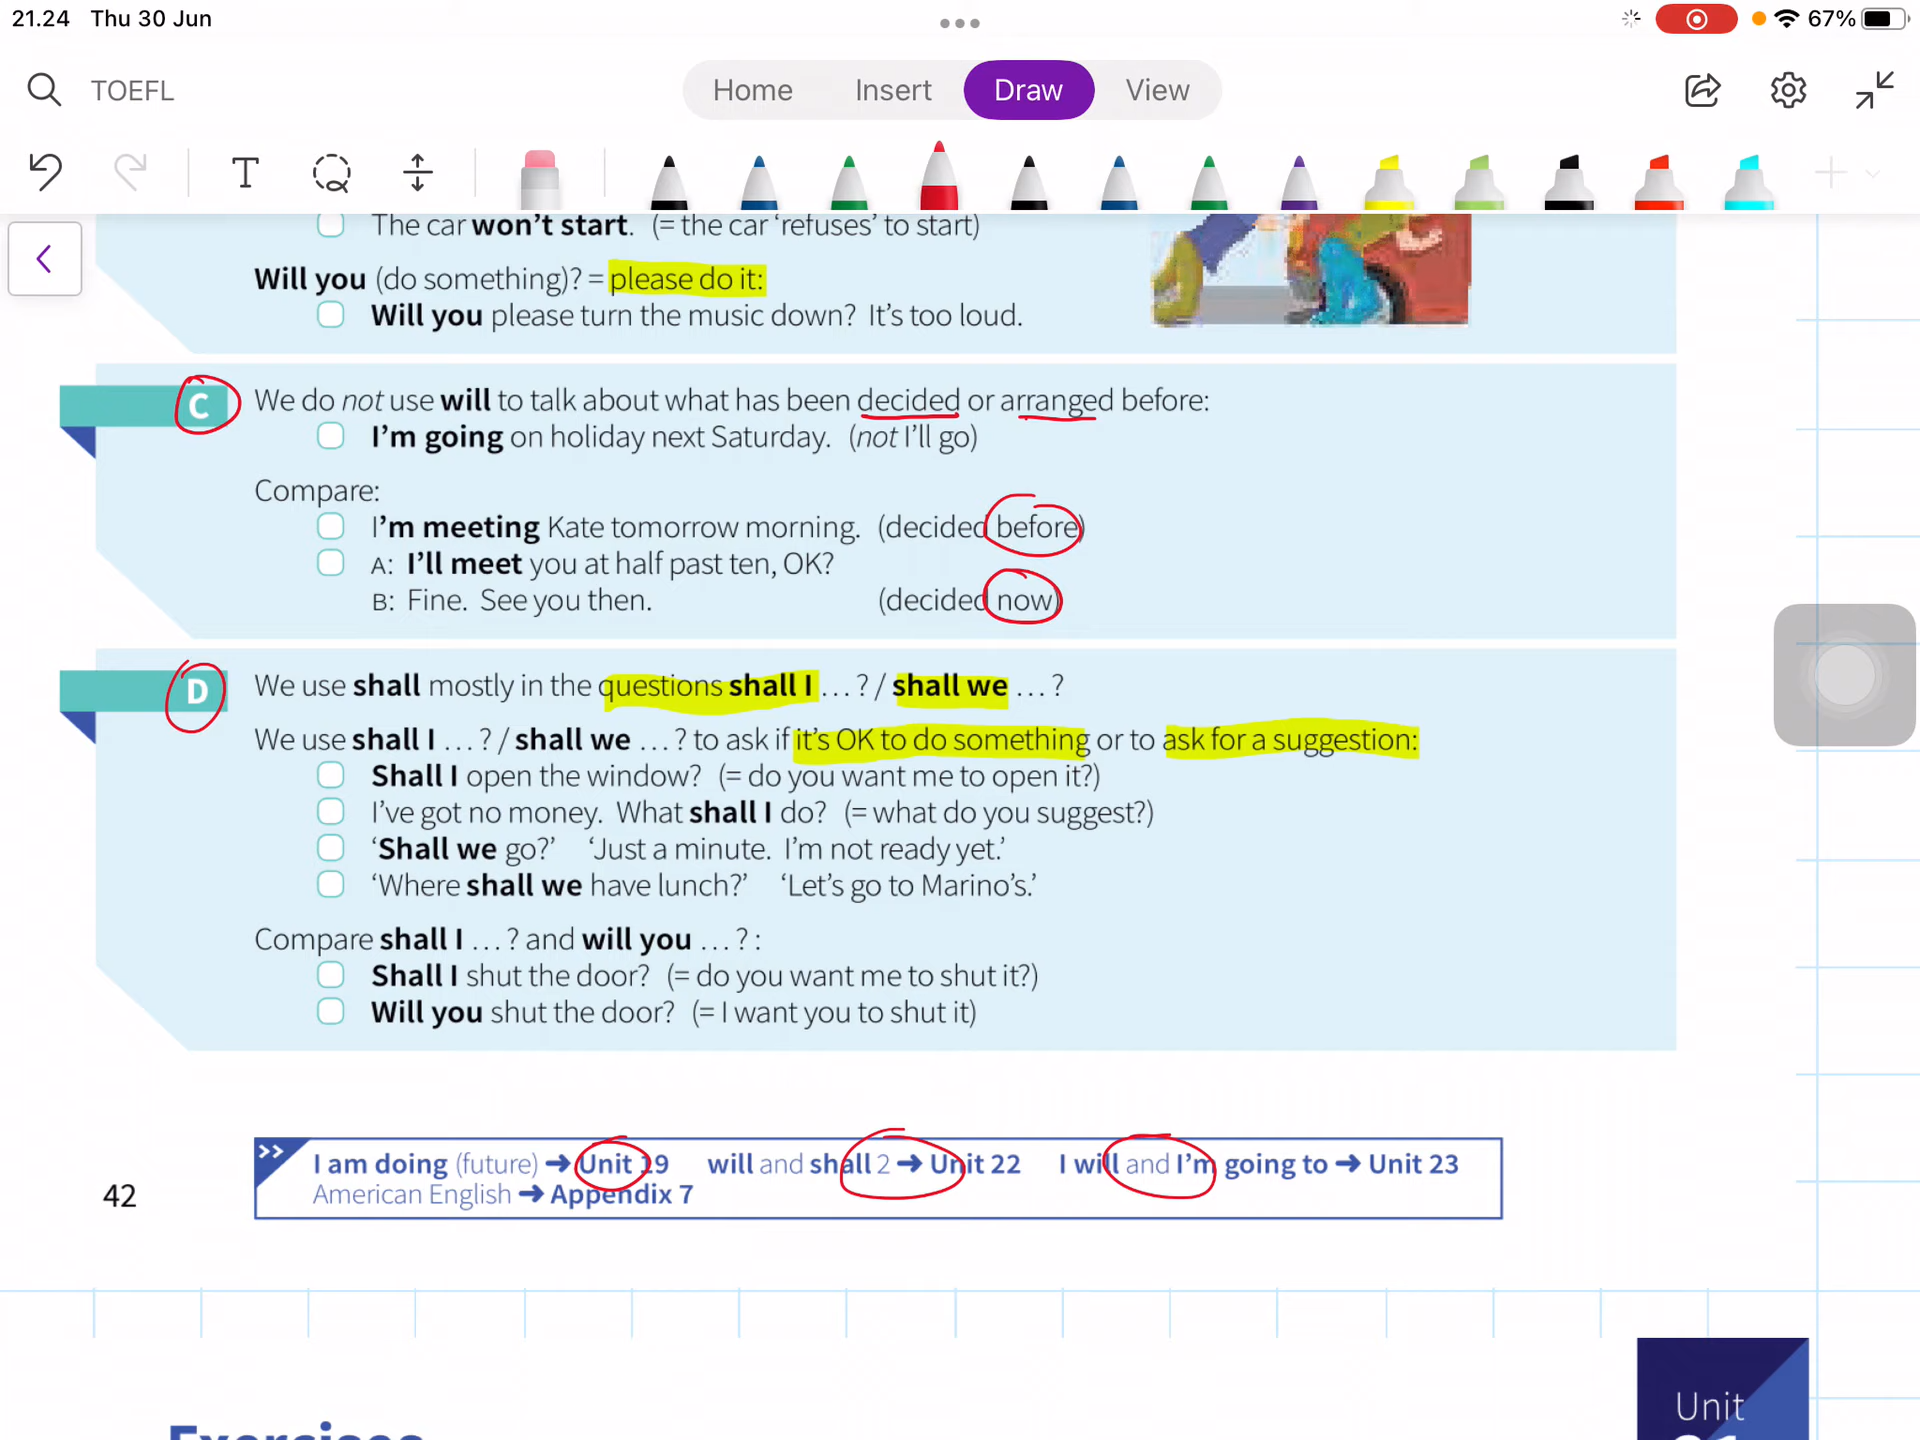 21.24 Thu 30 Jun
67%
TOEFL
Home Insert Draw View
T
The car won't start. (= the car 'refuses' to start)
Will you (do something)? = please do it:
Will you please turn the music down? It's too loud.
C We do not use will to talk about what has been decided or arranged before:
I'm going on holiday next Saturday. (not I'll go)
Compare:
I'm meeting Kate tomorrow morning. (decided before)
A: I'll meet you at half past ten, OK?
B: Fine. See you then. (decided now)
D We use shall mostly in the questions shall I …? / shall we …?
We use shall I …? / shall we …? to ask if it's OK to do something or to ask for a suggestion:
Shall I open the window? (= do you want me to open it?)
I've got no money. What shall I do? (= what do you suggest?)
'Shall we go?' 'Just a minute. I'm not ready yet.'
'Where shall we have lunch?' 'Let's go to Marino's.'
Compare shall I …? and will you …? :
Shall I shut the door? (= do you want me to shut it?)
Will you shut the door? (= I want you to shut it)
>> I am doing (future) ➜ Unit 19 will and shall 2 ➜ Unit 22 I will and I'm going to ➜ Unit 23
American English ➜ Appendix 7
42
Unit
Exercises